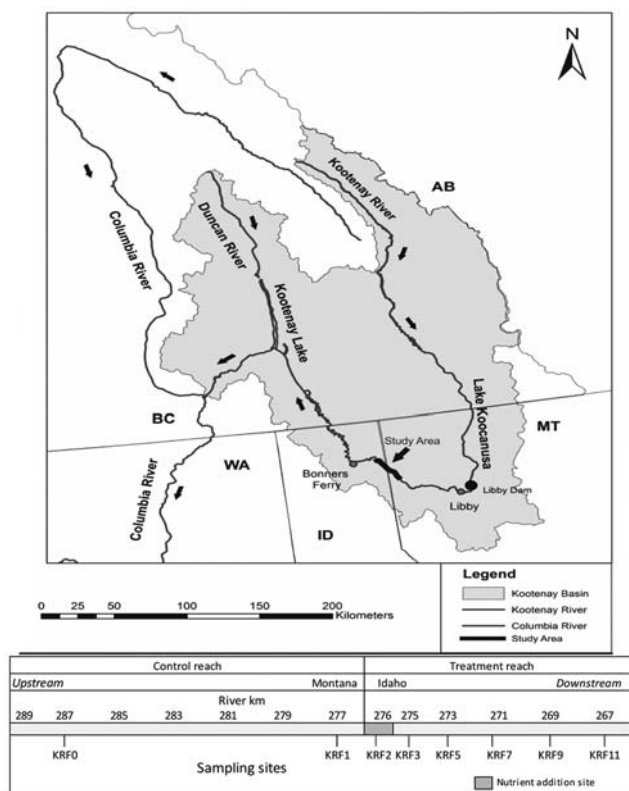 N
AB
Kootenay River
Columbia River
Duncan River
Kootenay Lake
Lake Koocanusa
BC
MT
WA
Study Area
Bonners
Ferry
Libby Dam
Libby
Columbia River
ID
Legend
Kootenay Basin
Kootenay River
Columbia River
Study Area
0 25 50 100 150 200
Kilometers
Control reach Treatment reach
Upstream Montana Idaho Downstream
River km
289 287 285 283 281 279 277 276 275 273 271 269 267
KRF0 KRF1 KRF2 KRF3 KRF5 KRF7 KRF9 KRF11
Sampling sites
Nutrient addition site